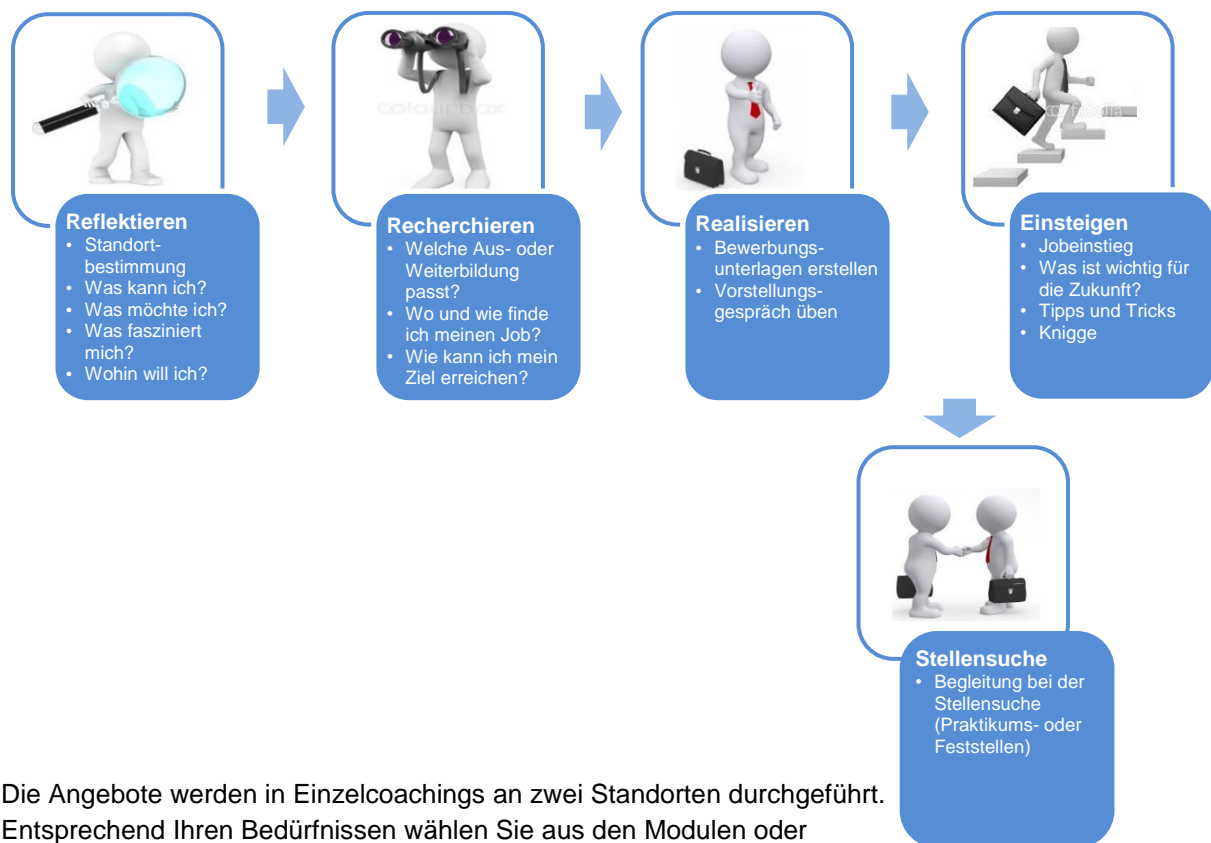 colourbox
fotolia
Reflektieren
• Standort-
bestimmung
• Was kann ich?
• Was möchte ich?
• Was fasziniert
mich?
• Wohin will ich?
Recherchieren
• Welche Aus- oder
Weiterbildung
passt?
• Wo und wie finde
ich meinen Job?
• Wie kann ich mein
Ziel erreichen?
Realisieren
• Bewerbungs-
unterlagen erstellen
• Vorstellungs-
gespräch üben
Einsteigen
• Jobeinstieg
• Was ist wichtig für
die Zukunft?
• Tipps und Tricks
• Knigge
Stellensuche
• Begleitung bei der
Stellensuche
(Praktikums- oder
Feststellen)
Die Angebote werden in Einzelcoachings an zwei Standorten durchgeführt.
Entsprechend Ihren Bedürfnissen wählen Sie aus den Modulen oder